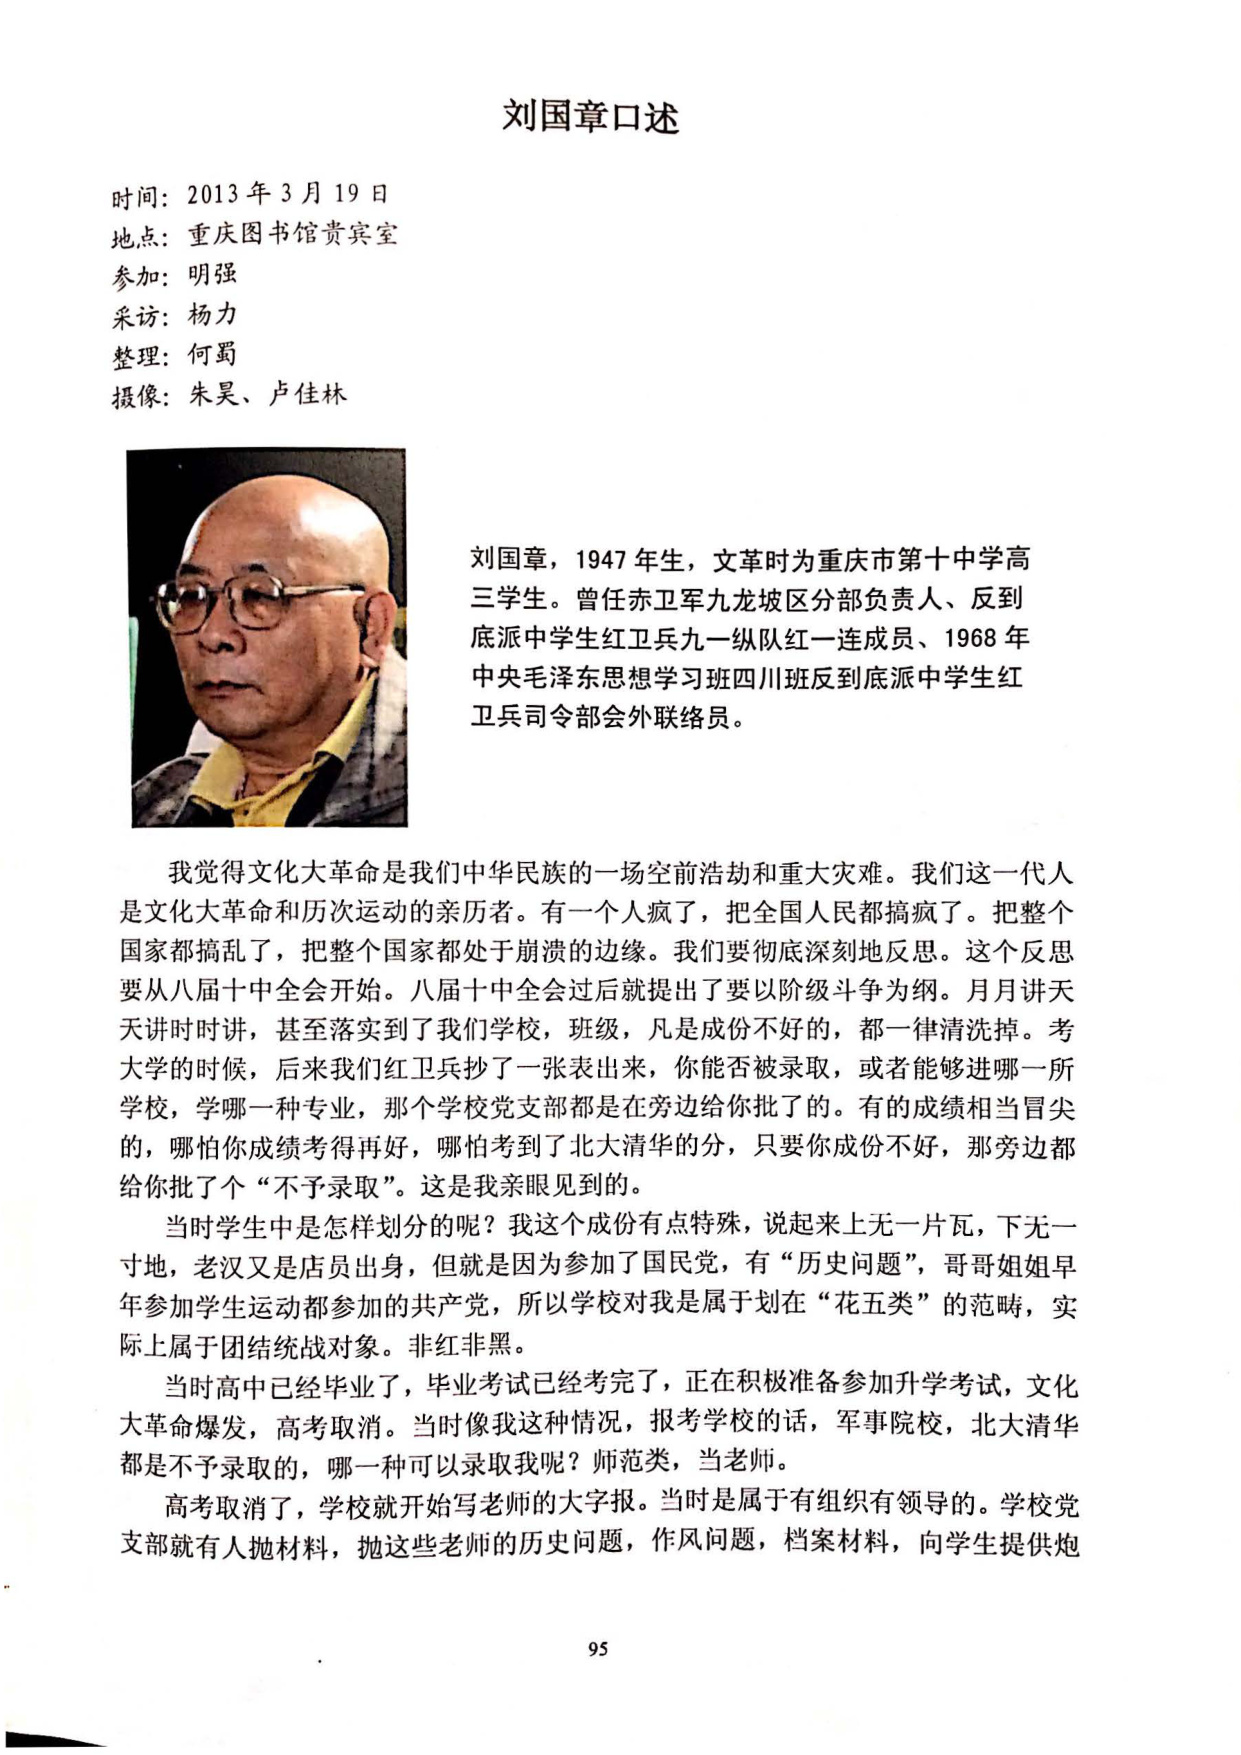 刘国章口述
时间：2013年3月19日
地点：重庆图书馆贵宾室
参加：明强
采访：杨力
整理：何蜀
摄像：朱昊、卢佳林
刘国章，1947年生，文革时为重庆市第十中学高
三学生。曾任赤卫军九龙坡区分部负责人、反到
底派中学生红卫兵九一纵队红一连成员、1968年
中央毛泽东思想学习班四川班反到底派中学生红
卫兵司令部会外联络员。
我觉得文化大革命是我们中华民族的一场空前浩劫和重大灾难。我们这一代人
是文化大革命和历次运动的亲历者。有一个人疯了，把全国人民都搞疯了。把整个
国家都搞乱了，把整个国家都处于崩溃的边缘。我们要彻底深刻地反思。这个反思
要从八届十中全会开始。八届十中全会过后就提出了要以阶级斗争为纲。月月讲天
天讲时时讲，甚至落实到了我们学校，班级，凡是成份不好的，都一律清洗掉。考
大学的时候，后来我们红卫兵抄了一张表出来，你能否被录取，或者能够进哪一所
学校，学哪一种专业，那个学校党支部都是在旁边给你批了的。有的成绩相当冒尖
的，哪怕你成绩考得再好，哪怕考到了北大清华的分，只要你成份不好，那旁边都
给你批了个“不予录取”。这是我亲眼见到的。
当时学生中是怎样划分的呢？我这个成份有点特殊，说起来上无一片瓦，下无一
寸地，老汉又是店员出身，但就是因为参加了国民党，有“历史问题”，哥哥姐姐早
年参加学生运动都参加的共产党，所以学校对我是属于划在“花五类”的范畴，实
际上属于团结统战对象。非红非黑。
当时高中已经毕业了，毕业考试已经考完了，正在积极准备参加升学考试，文化
大革命爆发，高考取消。当时像我这种情况，报考学校的话，军事院校，北大清华
都是不予录取的，哪一种可以录取我呢？师范类，当老师。
高考取消了，学校就开始写老师的大字报。当时是属于有组织有领导的。学校党
支部就有人抛材料，抛这些老师的历史问题，作风问题，档案材料，向学生提供炮
95